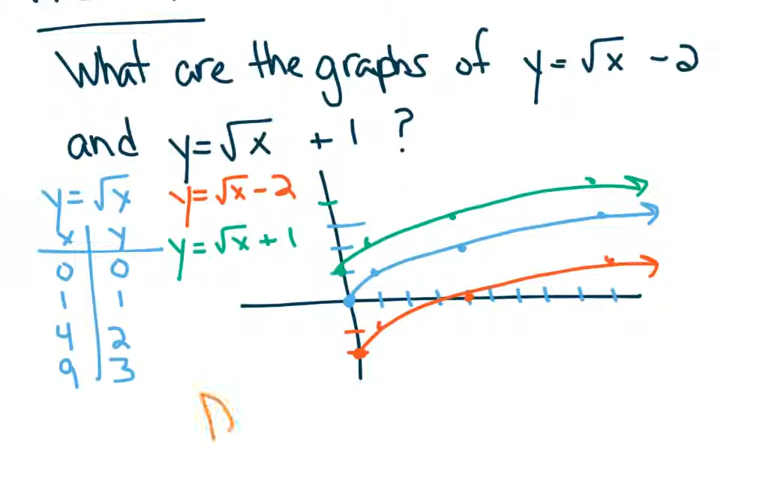 What are the graphs of y=√x -2
and y=√x +1 ?
y=√x
x y
0 0
1 1
4 2
9 3
y=√x-2
y=√x+1
D